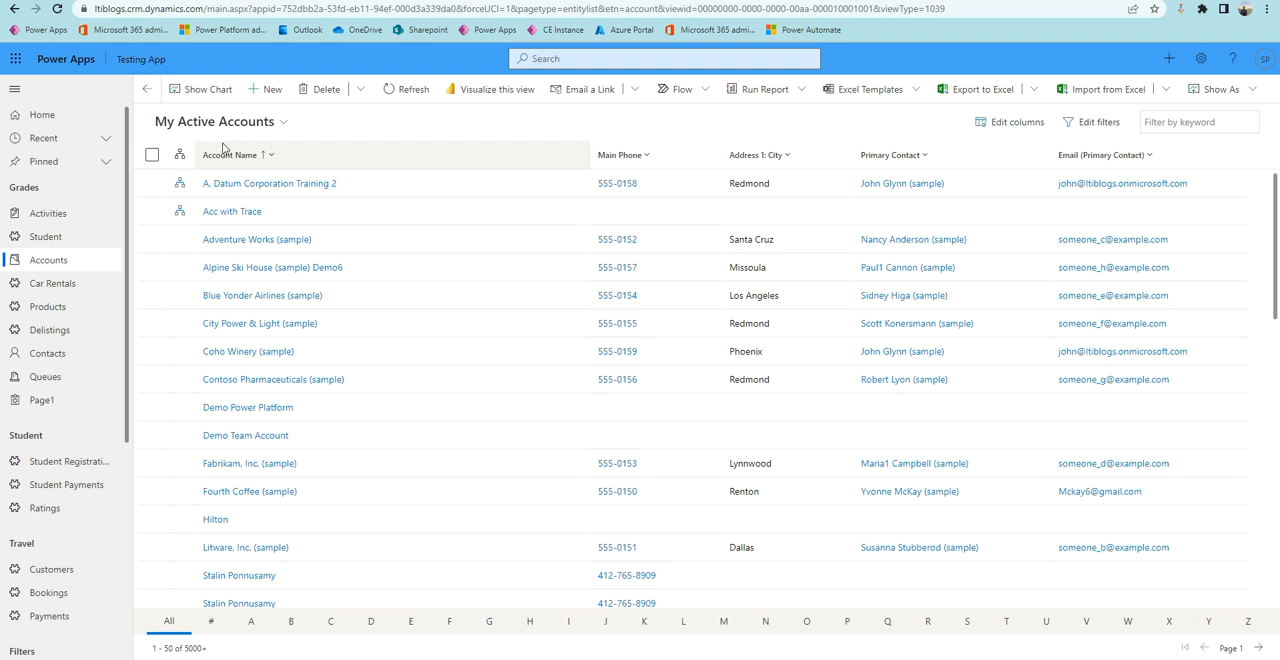 ltiblogs.crm.dynamics.com/main.aspx?appid=752dbb2a-53fd-eb11-94ef-000d3a339da0&forceUCI=1&pagetype=entitylist&etn=account&viewid=00000000-0000-0000-00aa-000010001001&viewType=1039
Power Apps Microsoft 365 admi... Power Platform ad... Outlook OneDrive Sharepoint Power Apps CE Instance Azure Portal Microsoft 365 admi... Power Automate
Power Apps Testing App Search SP
Show Chart New Delete Refresh Visualize this view Email a Link Flow Run Report Excel Templates Export to Excel Import from Excel Show As
Home
Recent
Pinned
Grades
Activities
Student
Accounts
Car Rentals
Products
Delistings
Contacts
Queues
Page1
Student
Student Registrati...
Student Payments
Ratings
Travel
Customers
Bookings
Payments
Filters
My Active Accounts Edit columns Edit filters Filter by keyword
Account Name Main Phone Address 1: City Primary Contact Email (Primary Contact)
A. Datum Corporation Training 2 555-0158 Redmond John Glynn (sample) john@ltiblogs.onmicrosoft.com
Acc with Trace
Adventure Works (sample) 555-0152 Santa Cruz Nancy Anderson (sample) someone_c@example.com
Alpine Ski House (sample) Demo6 555-0157 Missoula Paul1 Cannon (sample) someone_h@example.com
Blue Yonder Airlines (sample) 555-0154 Los Angeles Sidney Higa (sample) someone_e@example.com
City Power & Light (sample) 555-0155 Redmond Scott Konersmann (sample) someone_f@example.com
Coho Winery (sample) 555-0159 Phoenix John Glynn (sample) john@ltiblogs.onmicrosoft.com
Contoso Pharmaceuticals (sample) 555-0156 Redmond Robert Lyon (sample) someone_g@example.com
Demo Power Platform
Demo Team Account
Fabrikam, Inc. (sample) 555-0153 Lynnwood Maria1 Campbell (sample) someone_d@example.com
Fourth Coffee (sample) 555-0150 Renton Yvonne McKay (sample) Mckay6@gmail.com
Hilton
Litware, Inc. (sample) 555-0151 Dallas Susanna Stubberod (sample) someone_b@example.com
Stalin Ponnusamy 412-765-8909
Stalin Ponnusamy 412-765-8909
All # A B C D E F G H I J K L M N O P Q R S T U V W X Y Z
1 - 50 of 5000+ Page 1